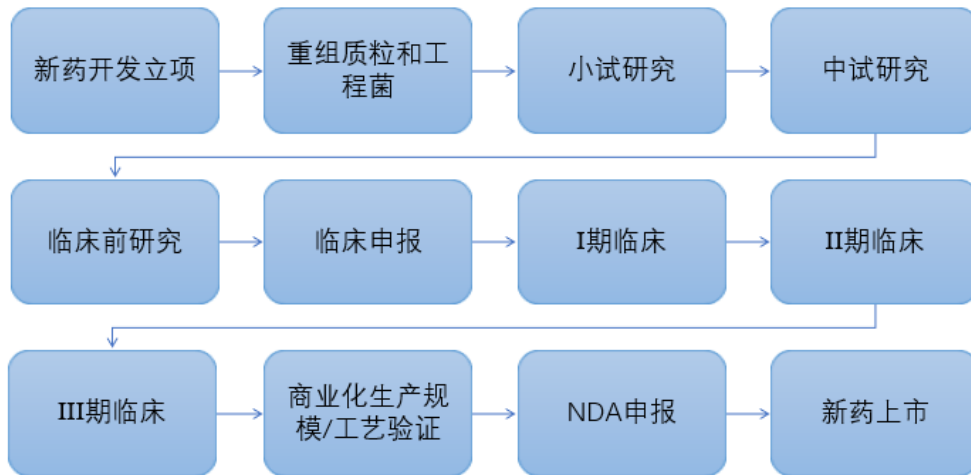 新药开发立项
重组质粒和工
程菌
小试研究
中试研究
临床前研究
临床申报
I期临床
II期临床
III期临床
商业化生产规
模/工艺验证
NDA申报
新药上市